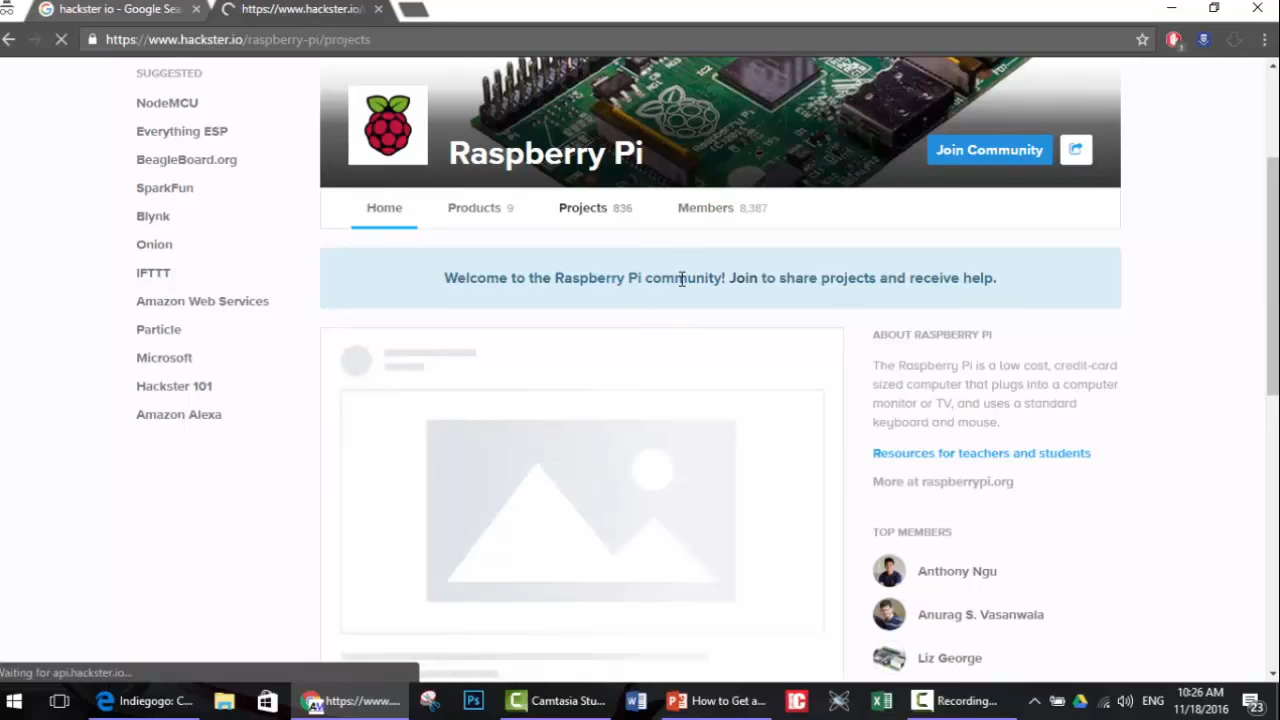 hackster io - Google Sea
https://www.hackster.io/
https://www.hackster.io/raspberry-pi/projects
SUGGESTED
NodeMCU
Everything ESP
BeagleBoard.org
SparkFun
Blynk
Onion
IFTTT
Amazon Web Services
Particle
Microsoft
Hackster 101
Amazon Alexa
Raspberry Pi
Join Community
Home
Products 9
Projects 836
Members 8,387
Welcome to the Raspberry Pi community! Join to share projects and receive help.
ABOUT RASPBERRY PI
The Raspberry Pi is a low cost, credit-card
sized computer that plugs into a computer
monitor or TV, and uses a standard
keyboard and mouse.
Resources for teachers and students
More at raspberrypi.org
TOP MEMBERS
Anthony Ngu
Anurag S. Vasanwala
Liz George
Waiting for api.hackster.io...
Indiegogo: C...
https://www....
Camtasia Stu...
How to Get a...
Recording...
ENG
10:26 AM
11/18/2016
23